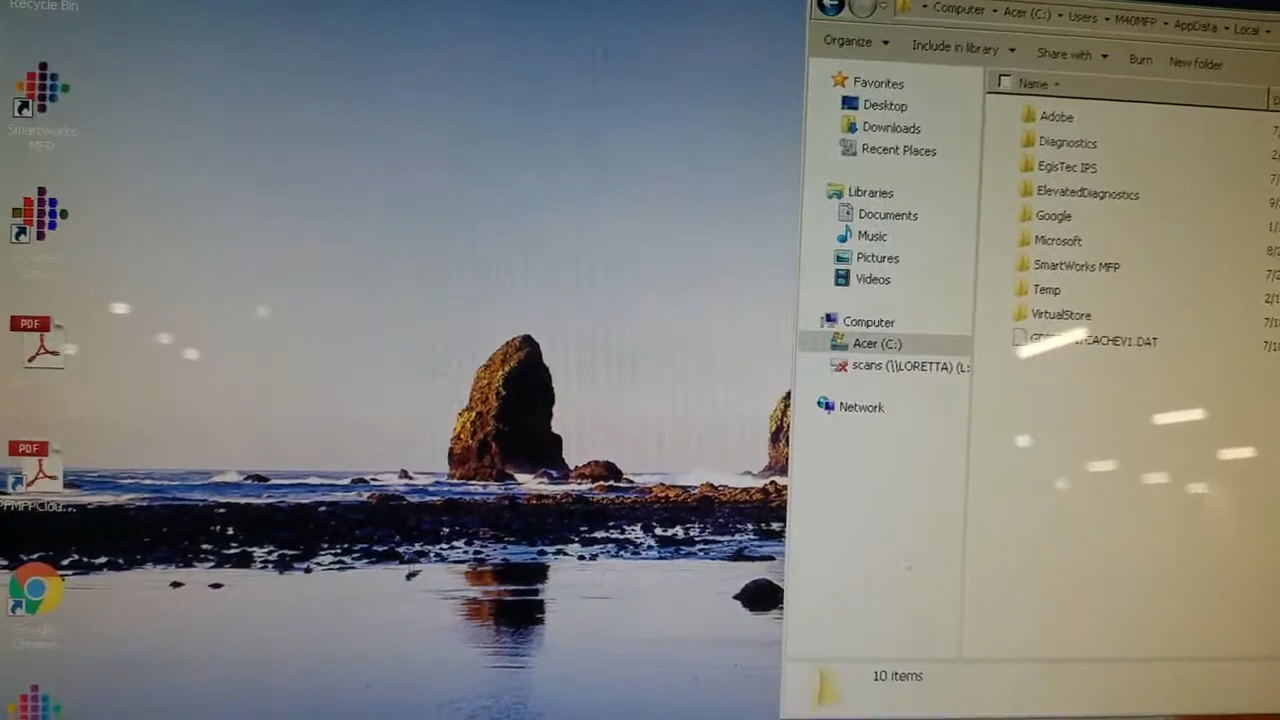 Recycle Bin
Smartworks
MFP
PDF
PDF
Google
Chrome
Computer Acer (C:) Users M40MFP AppData Local
Organize Include in library Share with Burn New folder
Favorites
Desktop
Downloads
Recent Places
Libraries
Documents
Music
Pictures
Videos
Computer
Acer (C:)
scans (\\LORETTA) (L:
Network
Name
Adobe
Diagnostics
EgisTec IPS
ElevatedDiagnostics
Google
Microsoft
SmartWorks MFP
Temp
VirtualStore
10 items